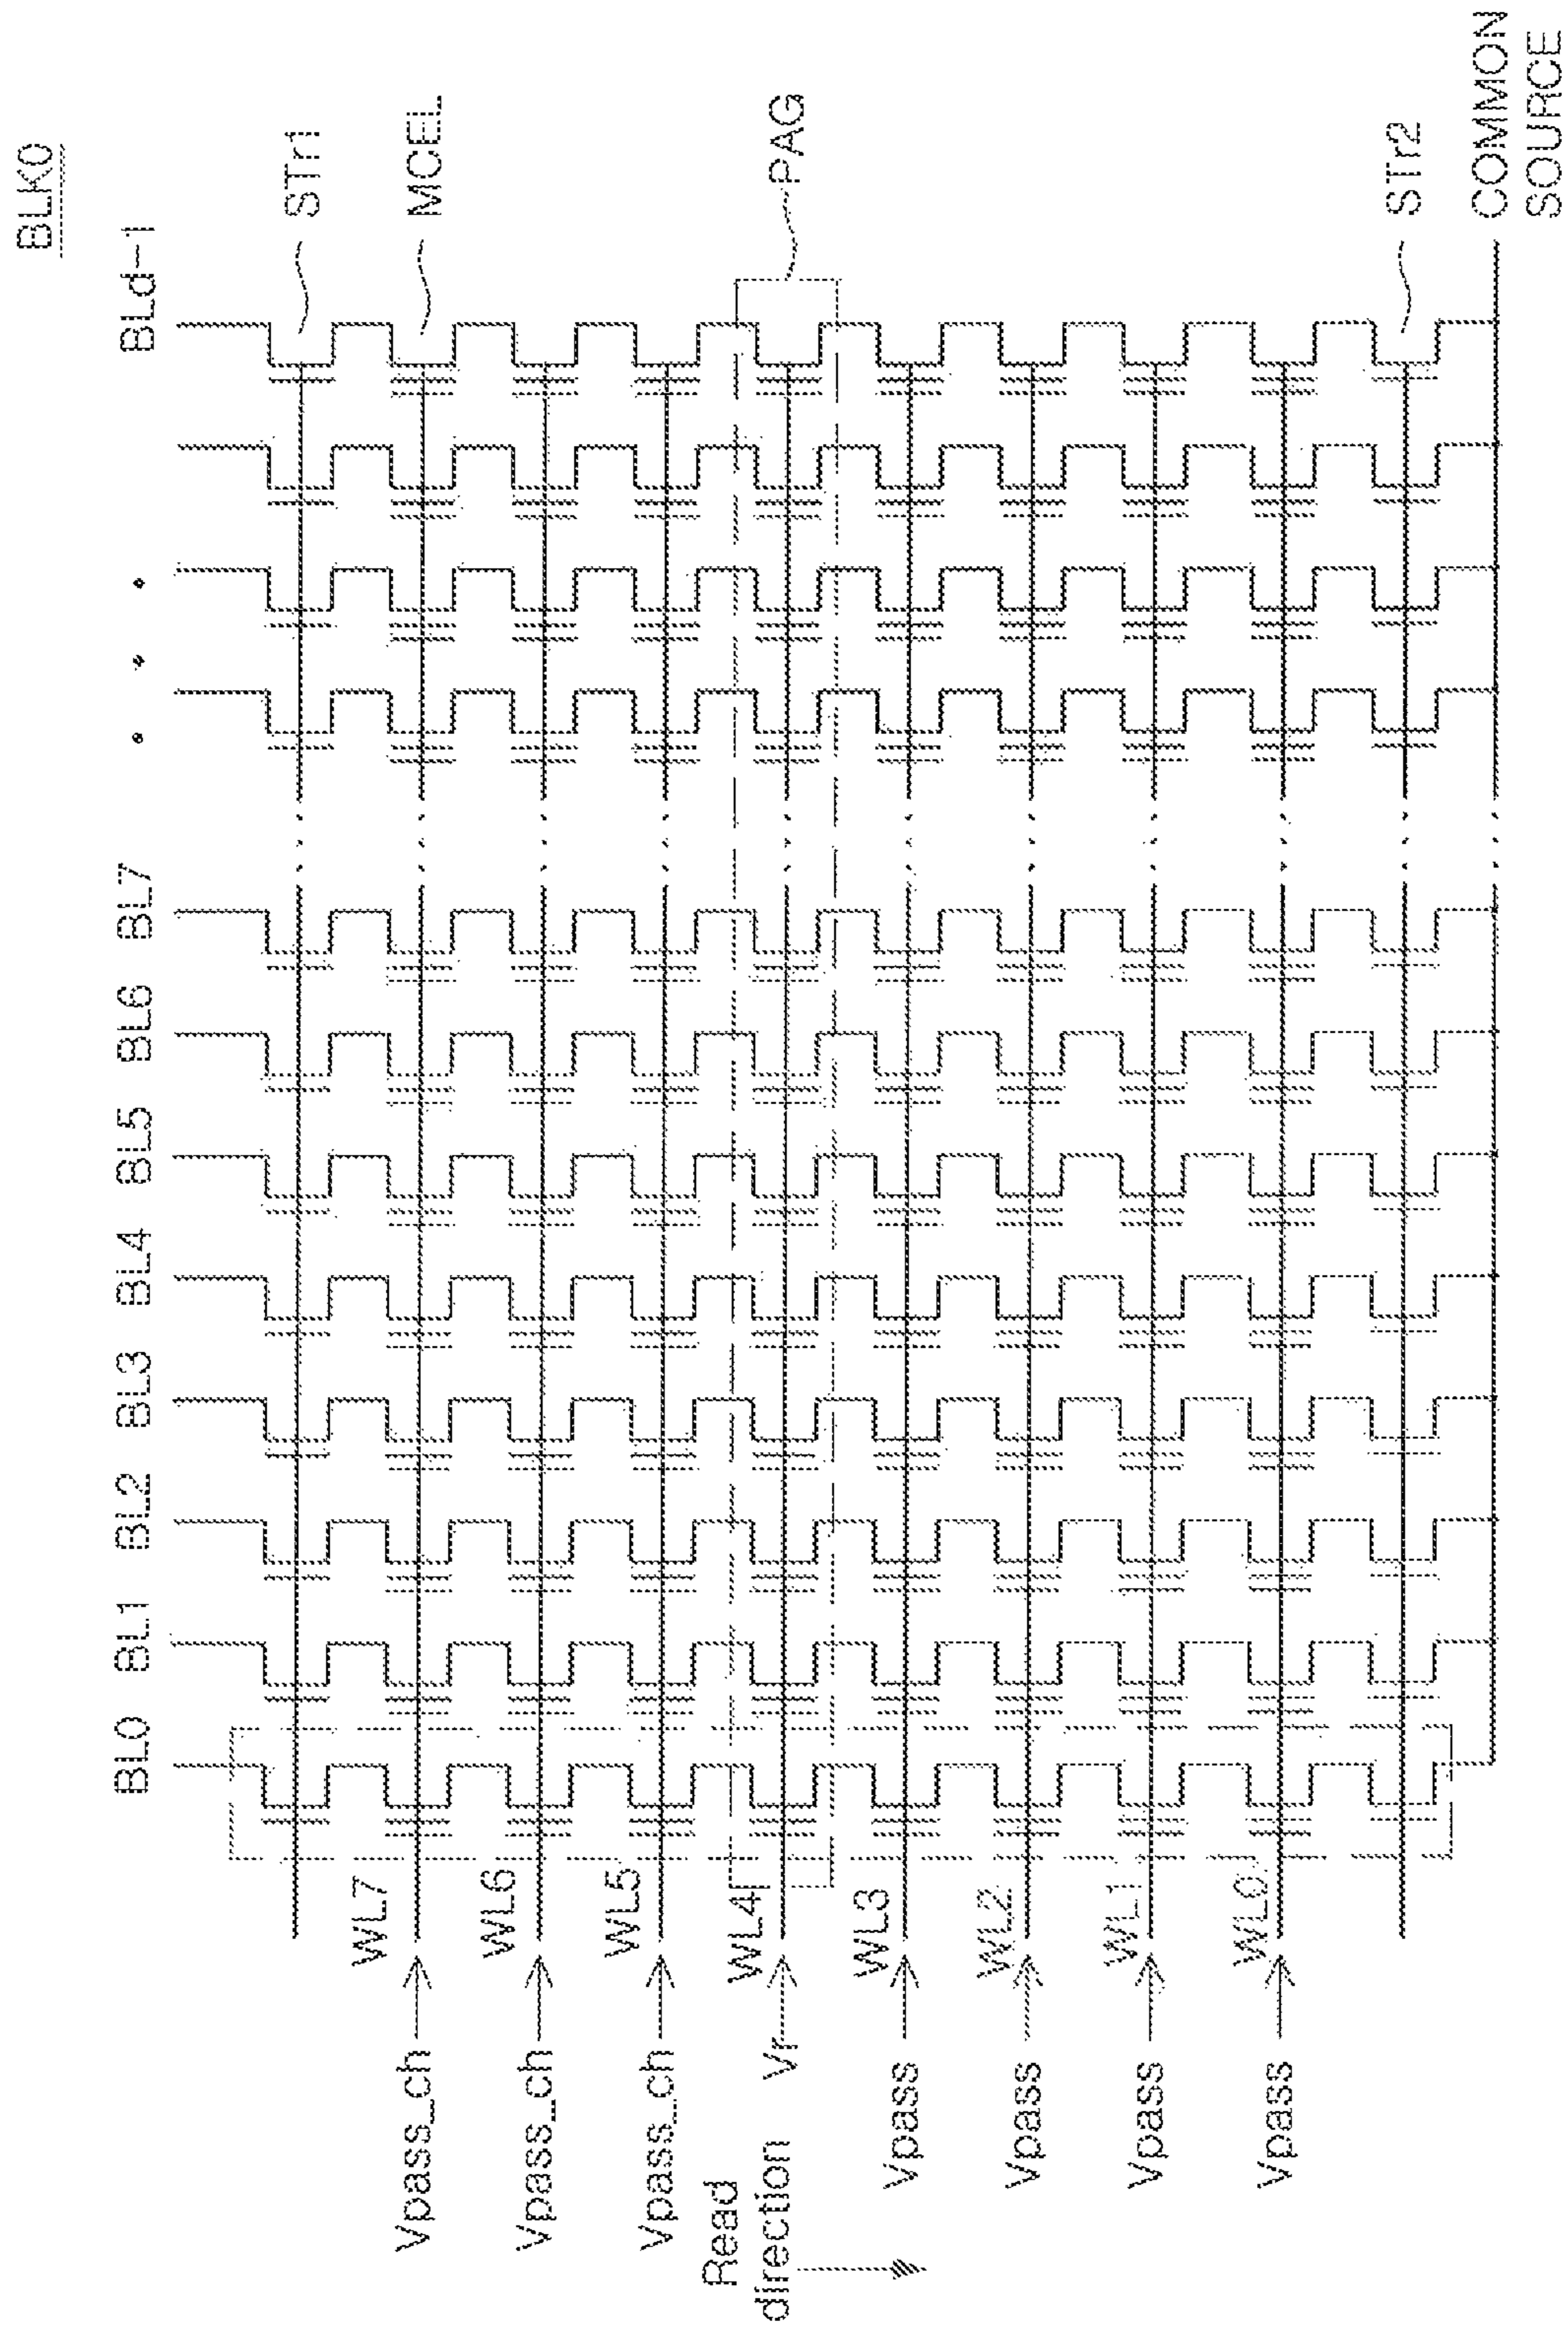 BLK0
BL0 BL1 BL2 BL3 BL4 BL5 BL6 BL7 . . . BLd-1
STr1
Vpass_ch WL7 MCEL
Vpass_ch WL6
Vpass_ch WL5
Read
direction
Vr WL4 PAG
Vpass WL3
Vpass WL2
Vpass WL1
Vpass WL0
STr2
COMMON
SOURCE